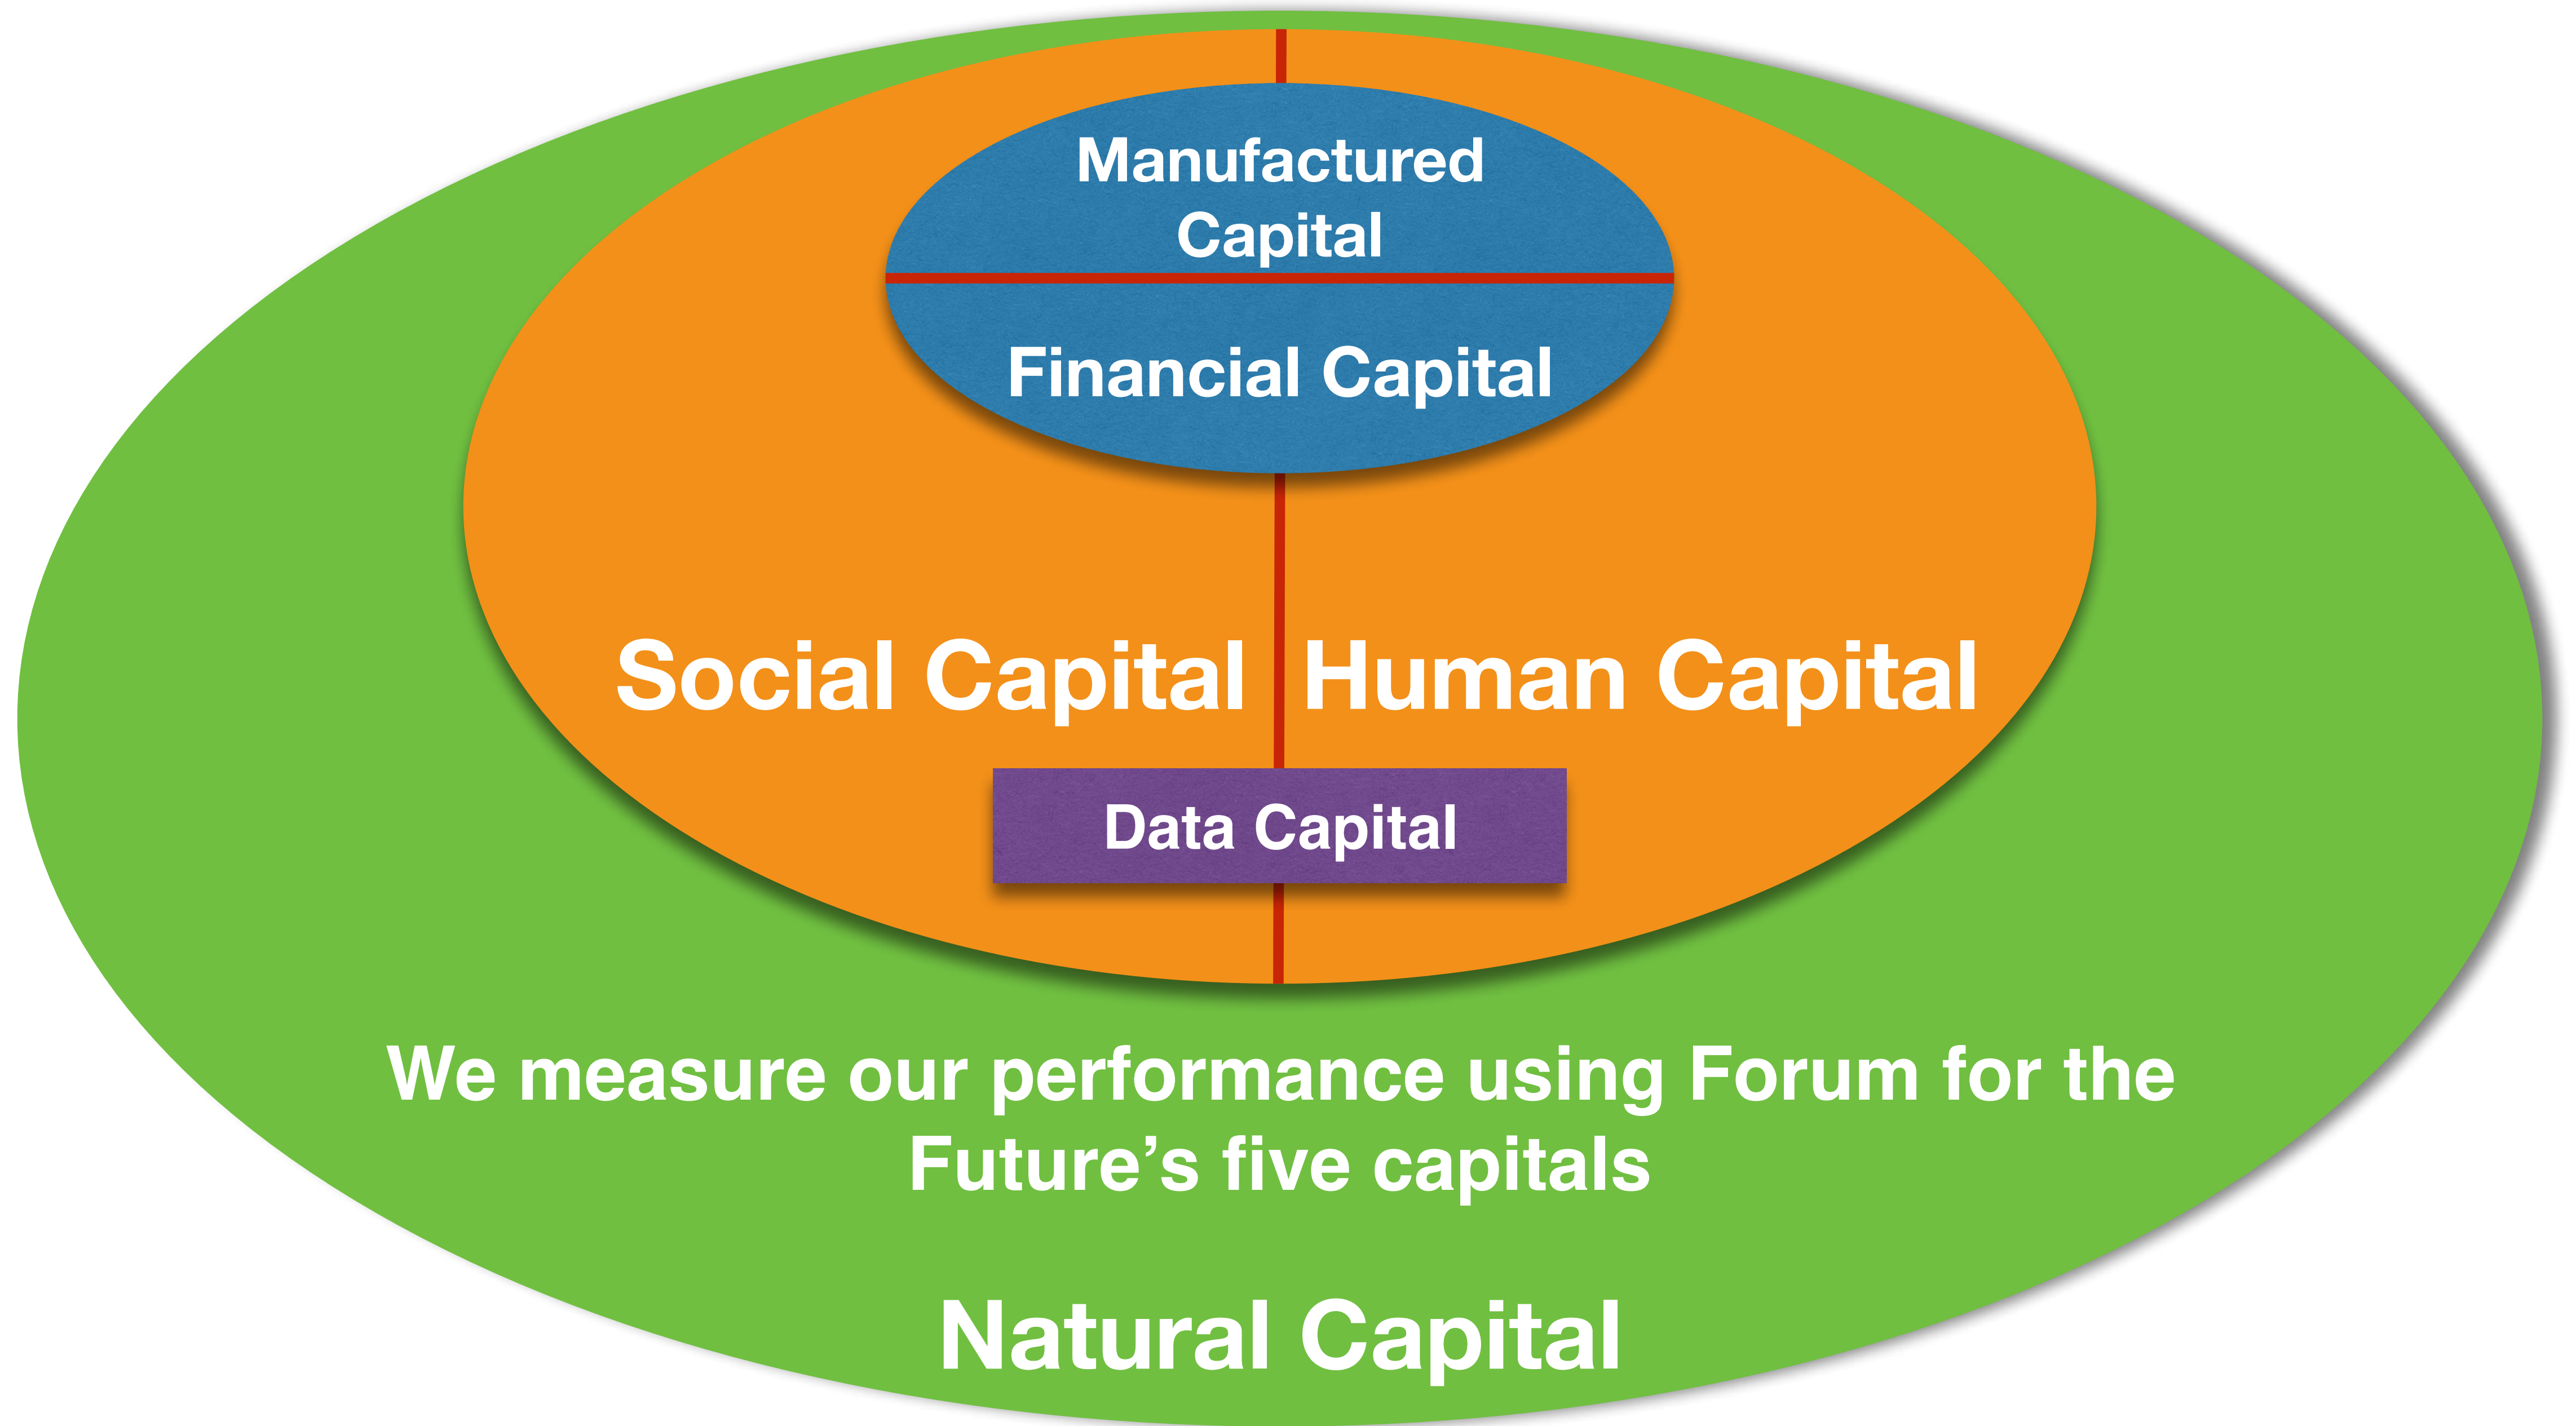 Manufactured
Capital
Financial Capital
Social Capital
Human Capital
Data Capital
We measure our performance using Forum for the
Future’s five capitals
Natural Capital